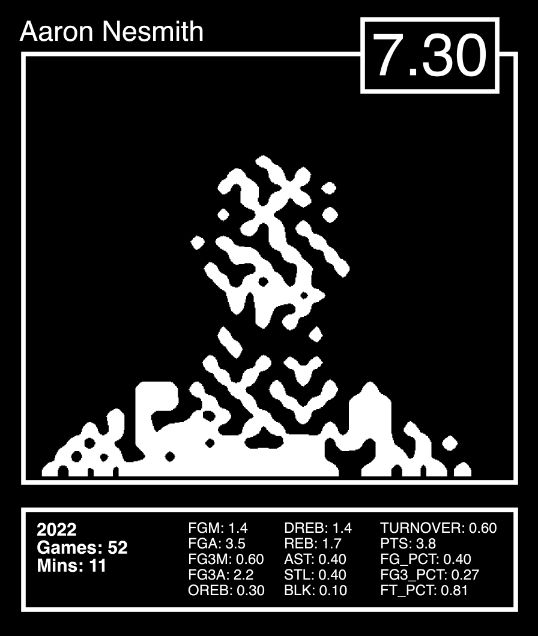 Aaron Nesmith
7.30
2022
Games: 52
Mins: 11
FGM: 1.4
FGA: 3.5
FG3M: 0.60
FG3A: 2.2
OREB: 0.30
DREB: 1.4
REB: 1.7
AST: 0.40
STL: 0.40
BLK: 0.10
TURNOVER: 0.60
PTS: 3.8
FG_PCT: 0.40
FG3_PCT: 0.27
FT_PCT: 0.81